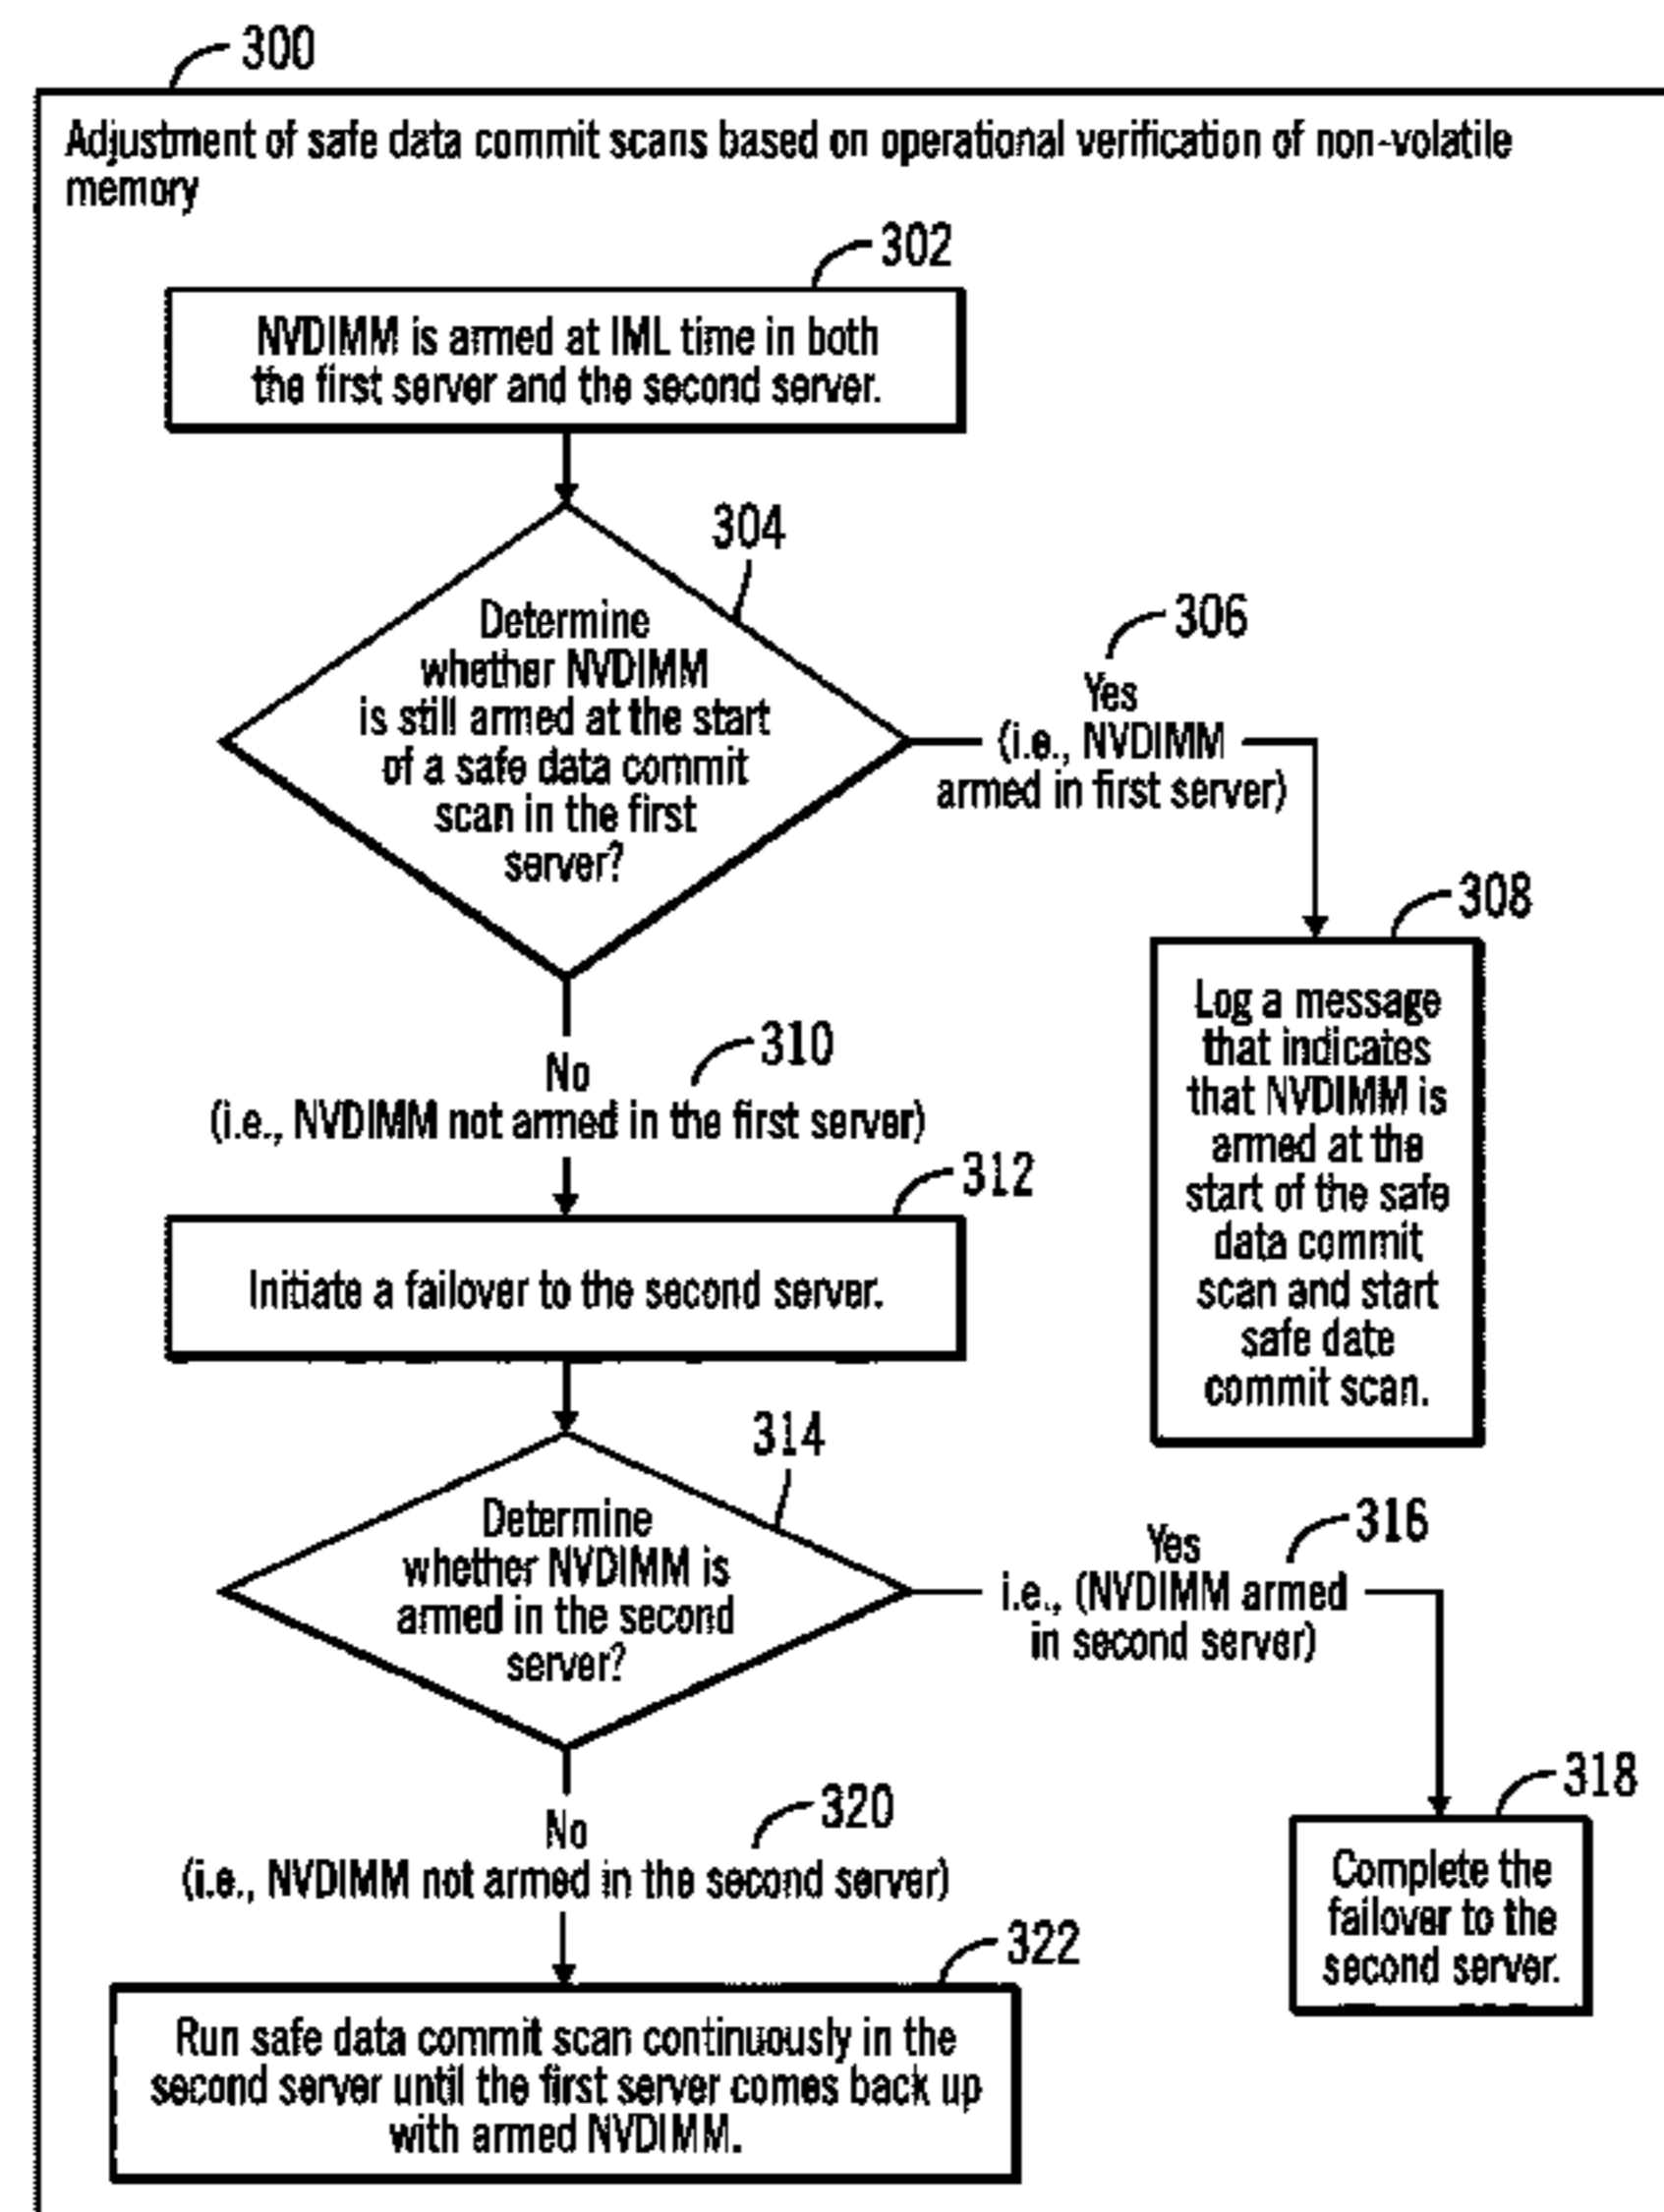 300
Adjustment of safe data commit scans based on operational verification of non-volatile
memory
302
NVDIMM is armed at IML time in both
the first server and the second server.
304
Determine
whether NVDIMM
is still armed at the start
of a safe data commit
scan in the first
server?
306
Yes
(i.e., NVDIMM
armed in first server)
308
Log a message
that indicates
that NVDIMM is
armed at the
start of the safe
data commit
scan and start
safe date
commit scan.
310
No
(i.e., NVDIMM not armed in the first server)
312
Initiate a failover to the second server.
314
Determine
whether NVDIMM is
armed in the second
server?
316
Yes
i.e., (NVDIMM armed
in second server)
318
Complete the
failover to the
second server.
320
No
(i.e., NVDIMM not armed in the second server)
322
Run safe data commit scan continuously in the
second server until the first server comes back up
with armed NVDIMM.